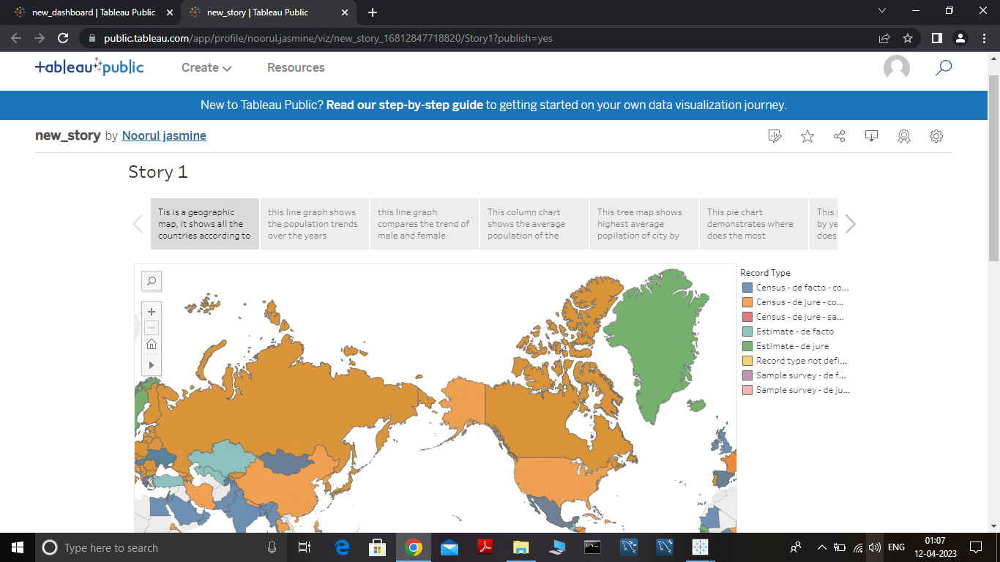 new_dashboard | Tableau Public
new_story | Tableau Public
public.tableau.com/app/profile/noorul.jasmine/viz/new_story_16812847718820/Story1?publish=yes
+ableau+public
Create
Resources
New to Tableau Public? Read our step-by-step guide to getting started on your own data visualization journey.
new_story by Noorul jasmine
Story 1
Tis is a geographic
map, it shows all the
countries according to
this line graph shows
the population trends
over the years
this line graph
compares the trend of
male and female
This column chart
shows the average
population of the
This tree map shows
highest average
popilation of city by
This pie chart
demonstrates where
does the most
This
by ye
does
Record Type
Census - de facto - co...
Census - de jure - co...
Census - de jure - sa...
Estimate - de facto
Estimate - de jure
Record type not defi...
Sample survey - de f...
Sample survey - de ju...
Type here to search
ENG
01:07
12-04-2023